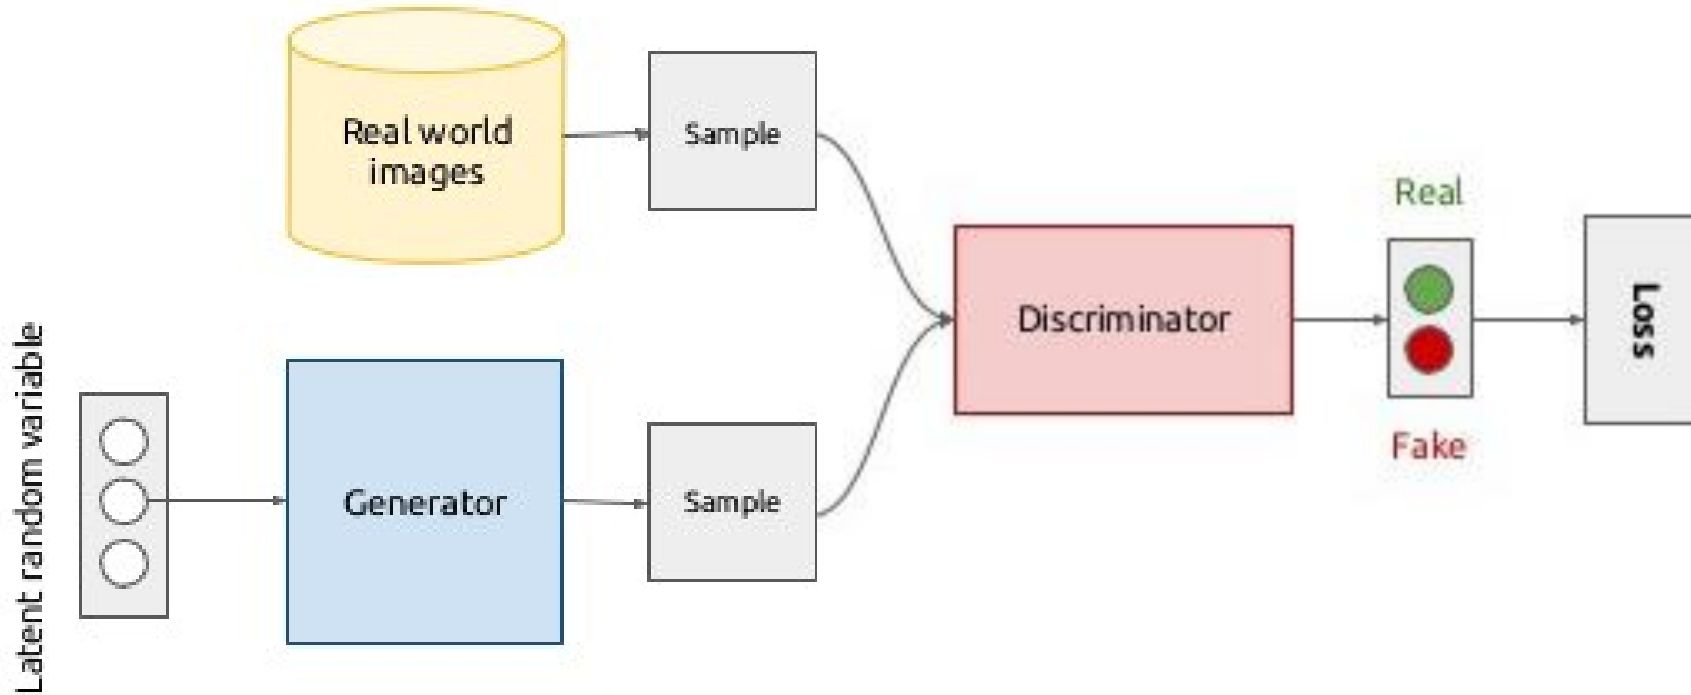 Real world
images
Sample
Discriminator
Real
Fake
Loss
Latent random variable
Generator
Sample